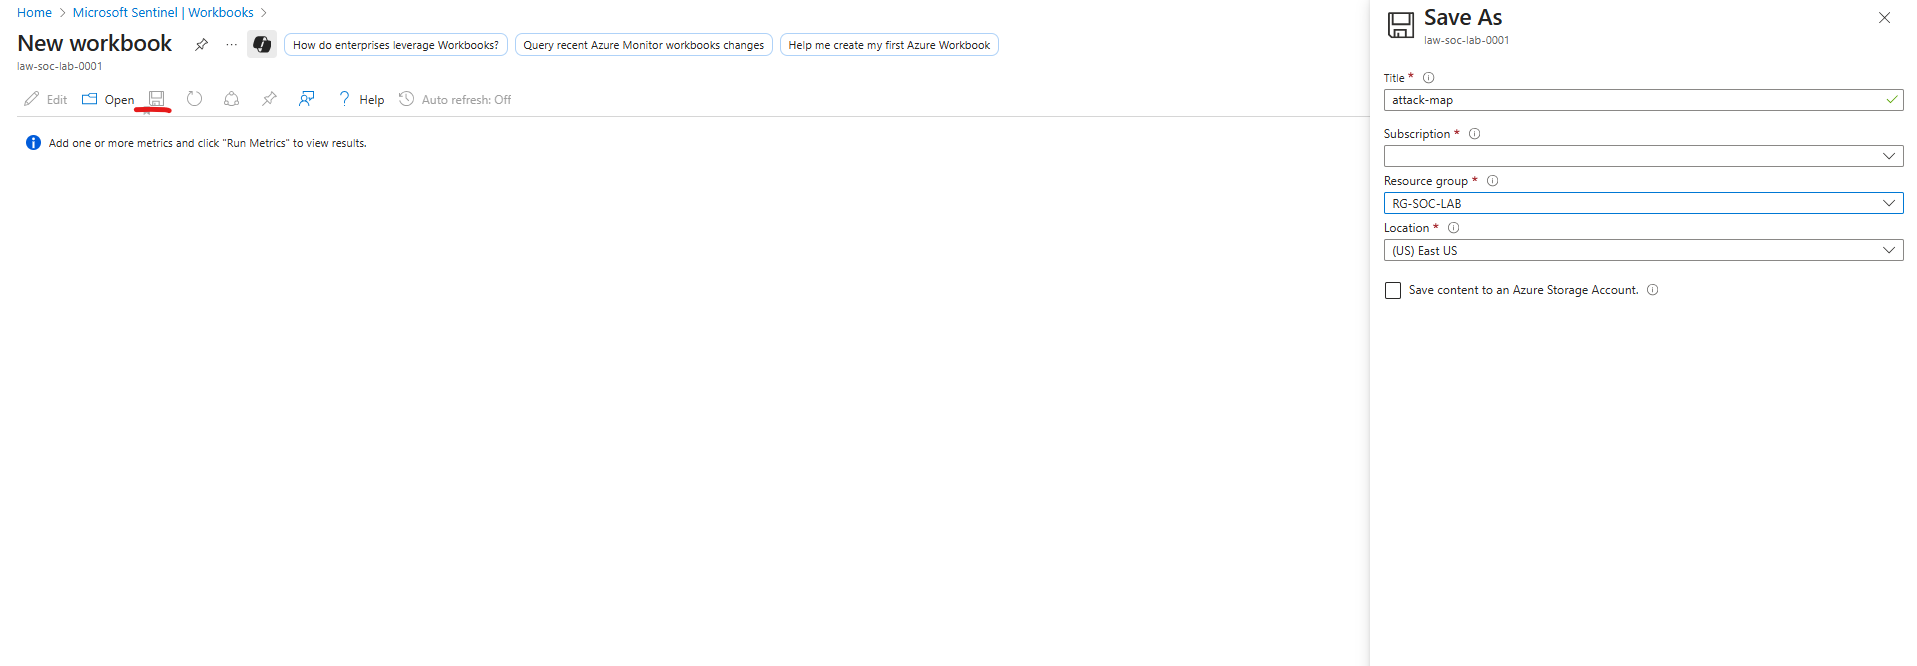 Home > Microsoft Sentinel | Workbooks >
New workbook
How do enterprises leverage Workbooks?
Query recent Azure Monitor workbooks changes
Help me create my first Azure Workbook
law-soc-lab-0001
Edit
Open
Help
Auto refresh: Off
Add one or more metrics and click "Run Metrics" to view results.
Save As
law-soc-lab-0001
Title *
attack-map
Subscription *
Resource group *
RG-SOC-LAB
Location *
(US) East US
Save content to an Azure Storage Account.